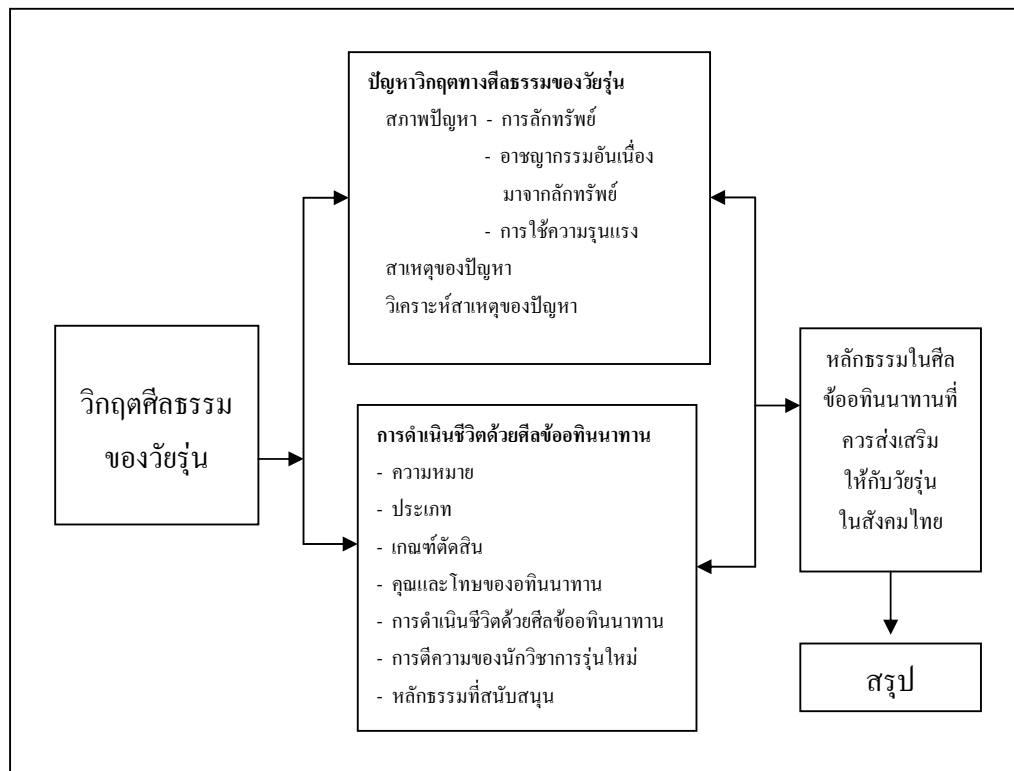 วิกฤตศีลธรรม
ของวัยรุ่น
ปัญหาวิกฤตทางศีลธรรมของวัยรุ่น
สภาพปัญหา - การลักทรัพย์
- อาชญากรรมอันเนื่อง
มาจากลักทรัพย์
- การใช้ความรุนแรง
สาเหตุของปัญหา
วิเคราะห์สาเหตุของปัญหา
การดำเนินชีวิตด้วยศีลข้ออทินนาทาน
- ความหมาย
- ประเภท
- เกณฑ์ตัดสิน
- คุณและโทษของอทินนาทาน
- การดำเนินชีวิตด้วยศีลข้ออทินนาทาน
- การตีความของนักวิชาการรุ่นใหม่
- หลักธรรมที่สนับสนุน
หลักธรรมในศีล
ข้ออทินนาทานที่
ควรส่งเสริม
ให้กับวัยรุ่น
ในสังคมไทย
สรุป